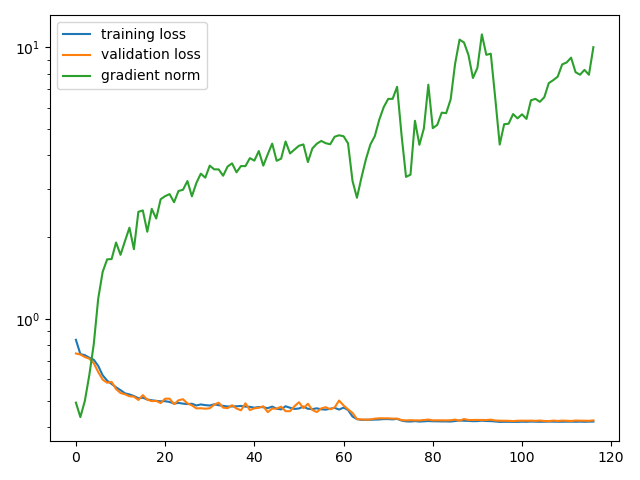 training loss
validation loss
gradient norm
10¹
10⁰
0 20 40 60 80 100 120